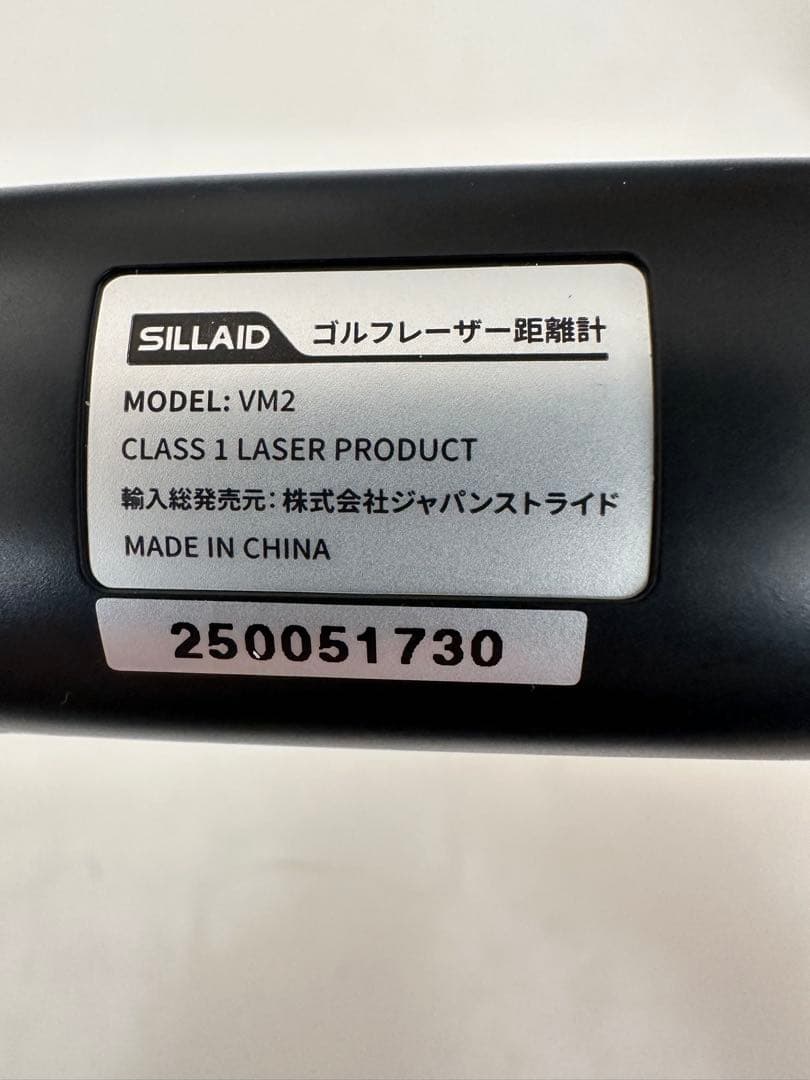 SILLAID ゴルフレーザー距離計
MODEL: VM2
CLASS 1 LASER PRODUCT
輸入総発売元: 株式会社ジャパンストライド
MADE IN CHINA
250051730